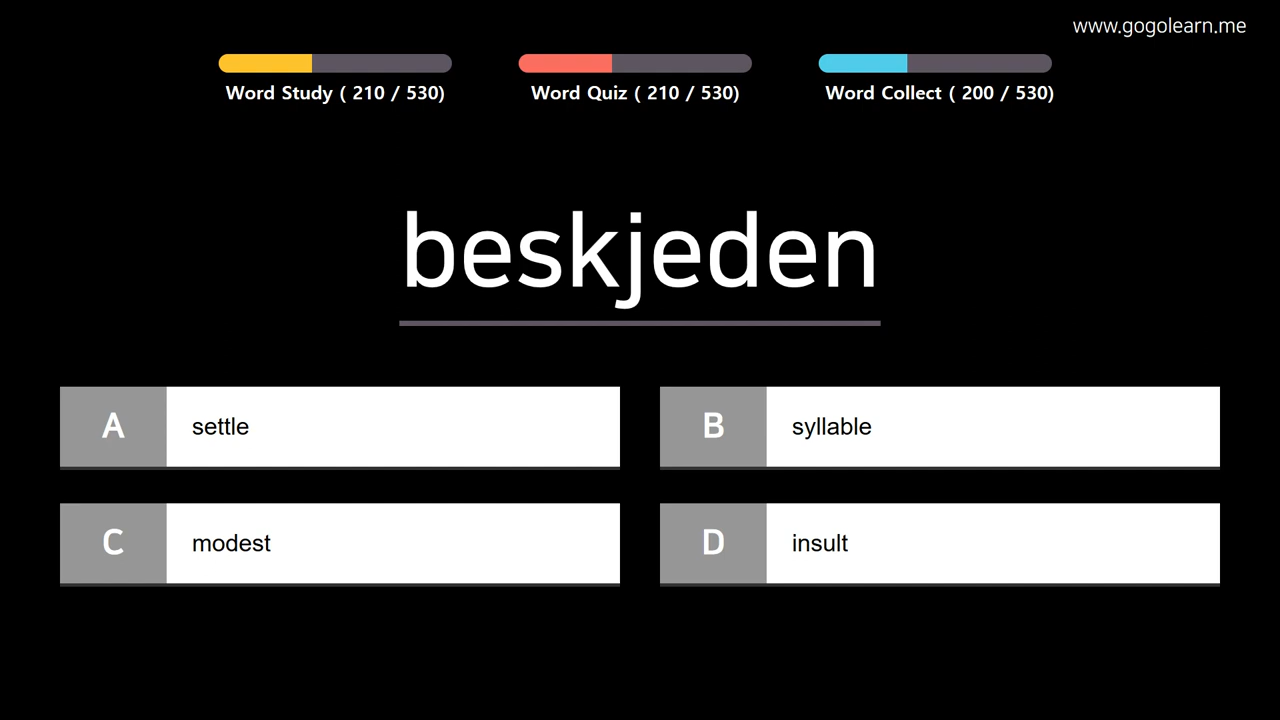 www.gogolearn.me
Word Study ( 210 / 530)
Word Quiz ( 210 / 530)
Word Collect ( 200 / 530)
beskjeden
A settle
B syllable
C modest
D insult